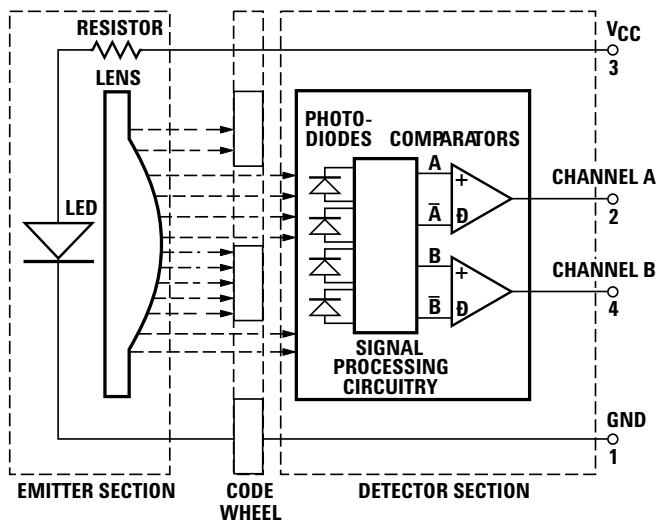 RESISTOR
LENS
LED
PHOTO-
DIODES
COMPARATORS
A
+
Ā
Đ
B
+
B̄
Đ
SIGNAL
PROCESSING
CIRCUITRY
VCC
3
CHANNEL A
2
CHANNEL B
4
GND
1
EMITTER SECTION
CODE
WHEEL
DETECTOR SECTION